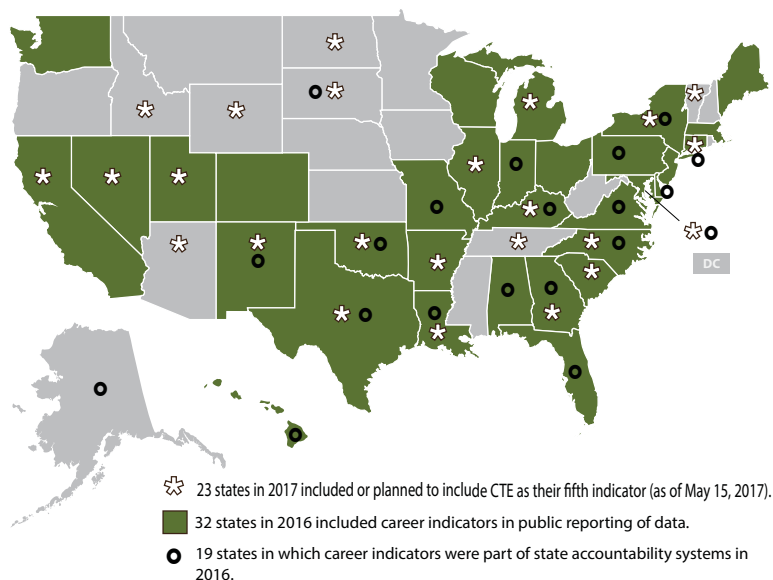 DC
23 states in 2017 included or planned to include CTE as their fifth indicator (as of May 15, 2017).
32 states in 2016 included career indicators in public reporting of data.
19 states in which career indicators were part of state accountability systems in
2016.